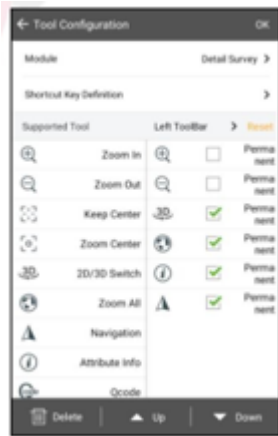 ← Tool Configuration OK
Module Detail Survey >
Shortcut Key Definition >
Supported Tool Left ToolBar > Reset
Zoom In Perma
nent
Zoom Out Perma
nent
Keep Center 3D Perma
nent
Zoom Center Perma
nent
3D 2D/3D Switch Perma
nent
Zoom All Perma
nent
Navigation
Attribute Info
Qcode
Delete Up Down